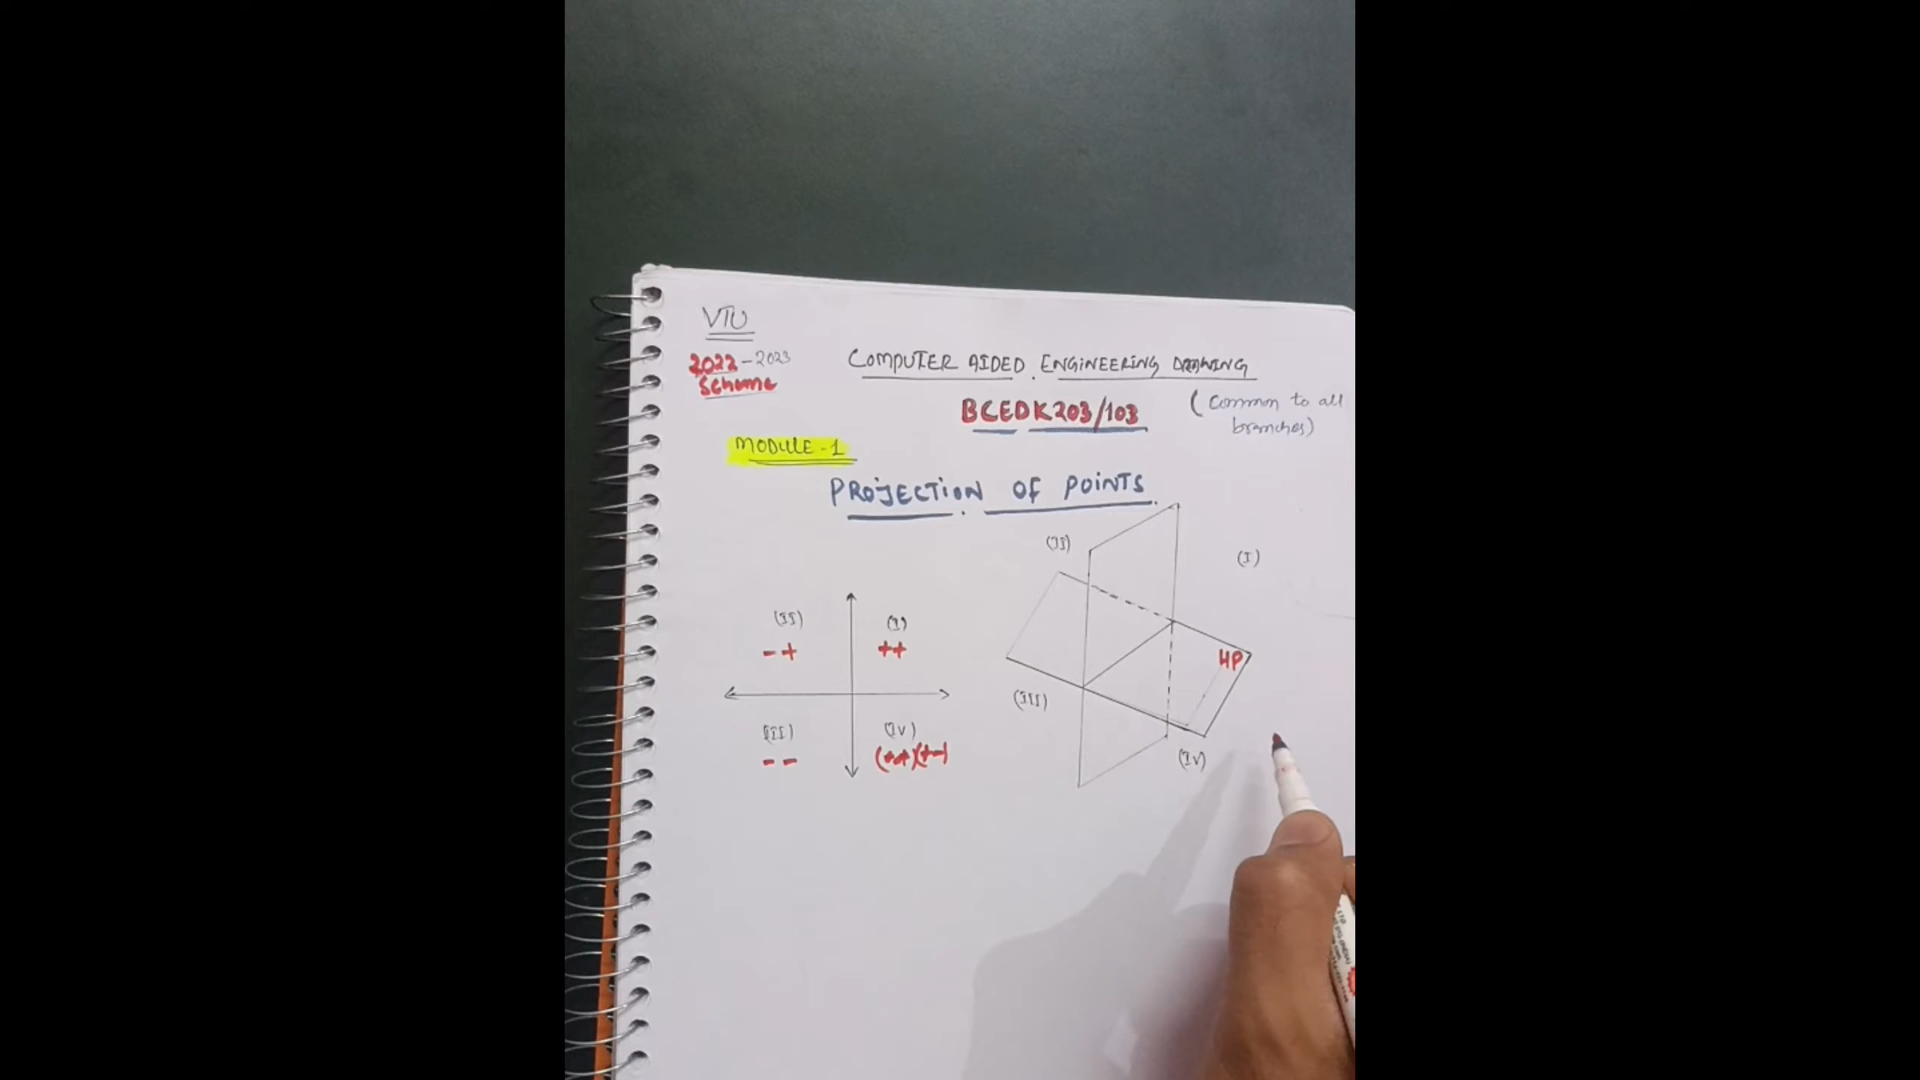 VTU
2022-2023
Scheme
COMPUTER AIDED ENGINEERING DRAWING
BCEDK203/103
(Common to all
branches)
MODULE-1
PROJECTION OF POINTS
(II)
(I)
(II)
-+
(I)
++
HP
(III)
(III)
--
(IV)
(++)(+-)
(IV)